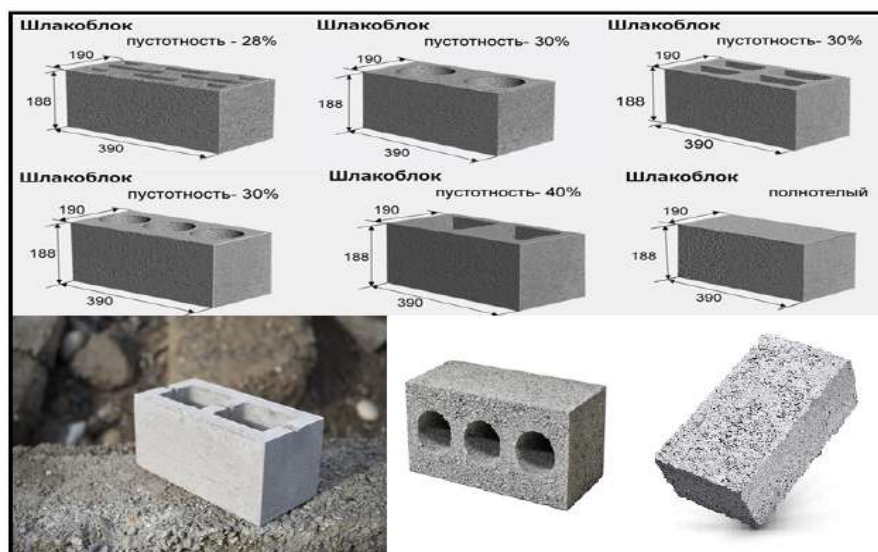 Шлакоблок
пустотность - 28%
190
188
390
Шлакоблок
пустотность- 30%
190
188
390
Шлакоблок
пустотность- 30%
190
188
390
Шлакоблок
пустотность- 30%
190
188
390
Шлакоблок
пустотность- 40%
190
188
390
Шлакоблок
полнотелый
190
188
390